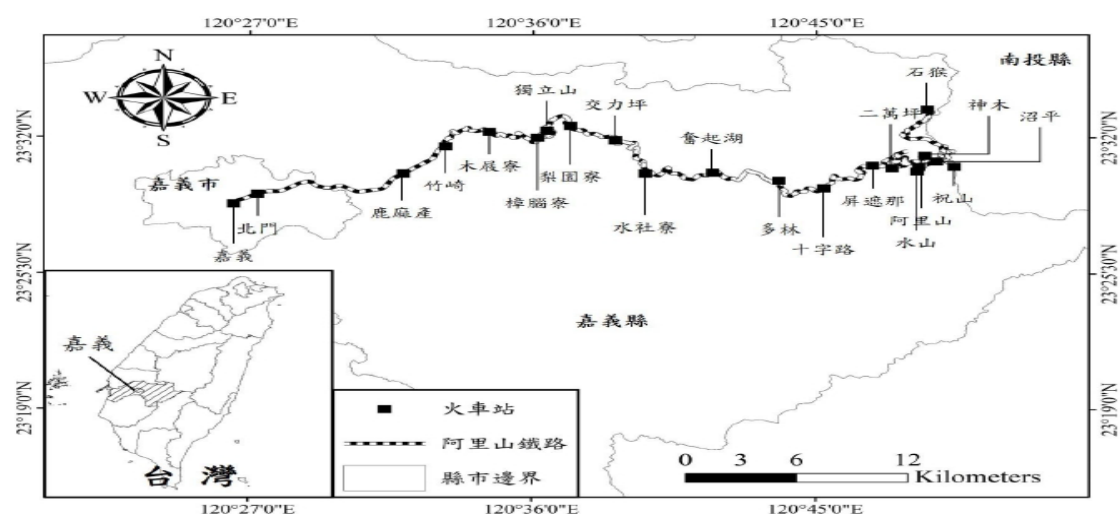 120°27'0"E
120°36'0"E
120°45'0"E
N
W
E
S
23°32'0"N
23°32'0"N
23°25'30"N
23°25'30"N
23°19'0"N
23°19'0"N
南投縣
石猴
神木
沼平
二萬坪
獨立山
交力坪
奮起湖
木屐寮
嘉義市
竹崎
梨園寮
鹿麻產
樟腦寮
屏遮那
祝山
北門
水社寮
多林
阿里山
嘉義
十字路
水山
嘉義縣
嘉義
台灣
火車站
阿里山鐵路
縣市邊界
0
3
6
12
Kilometers
120°27'0"E
120°36'0"E
120°45'0"E